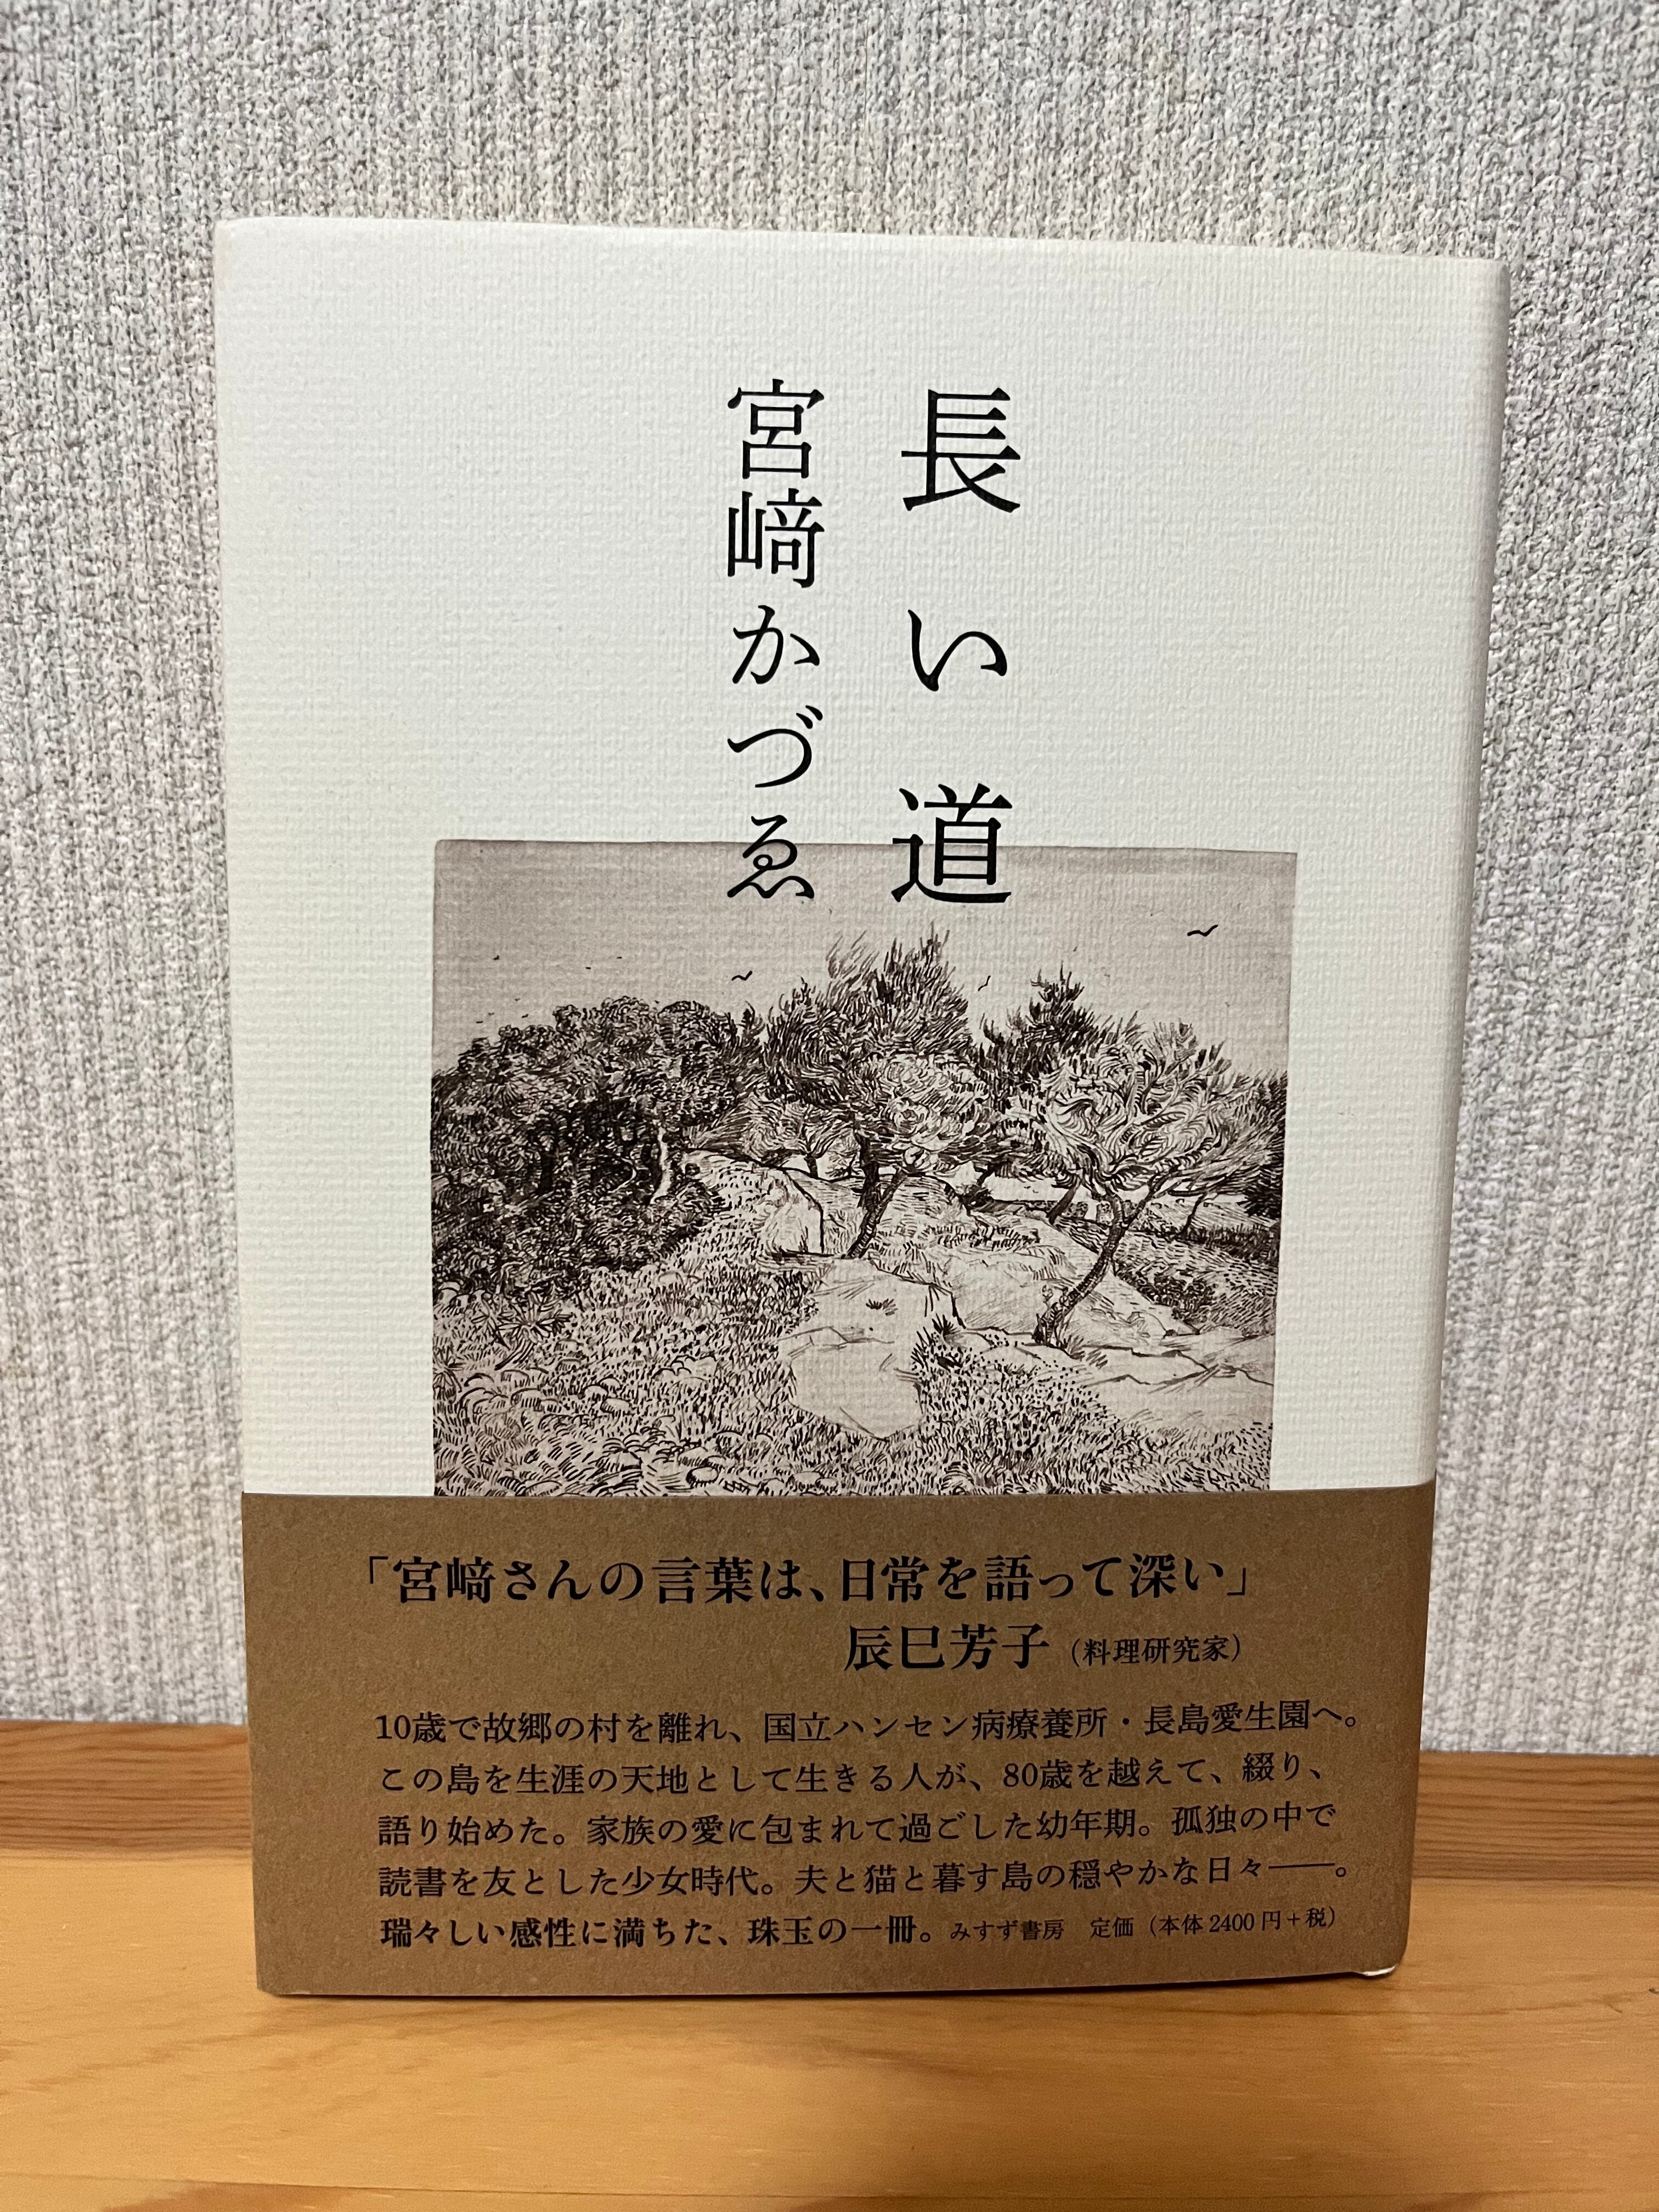 長い道
宮﨑かづゑ
「宮﨑さんの言葉は、日常を語って深い」
辰巳芳子（料理研究家）
10歳で故郷の村を離れ、国立ハンセン病療養所・長島愛生園へ。
この島を生涯の天地として生きる人が、80歳を越えて、綴り、
語り始めた。家族の愛に包まれて過ごした幼年期。孤独の中で
読書を友とした少女時代。夫と猫と暮す島の穏やかな日々――。
瑞々しい感性に満ちた、珠玉の一冊。みすず書房　定価（本体2400円+税）